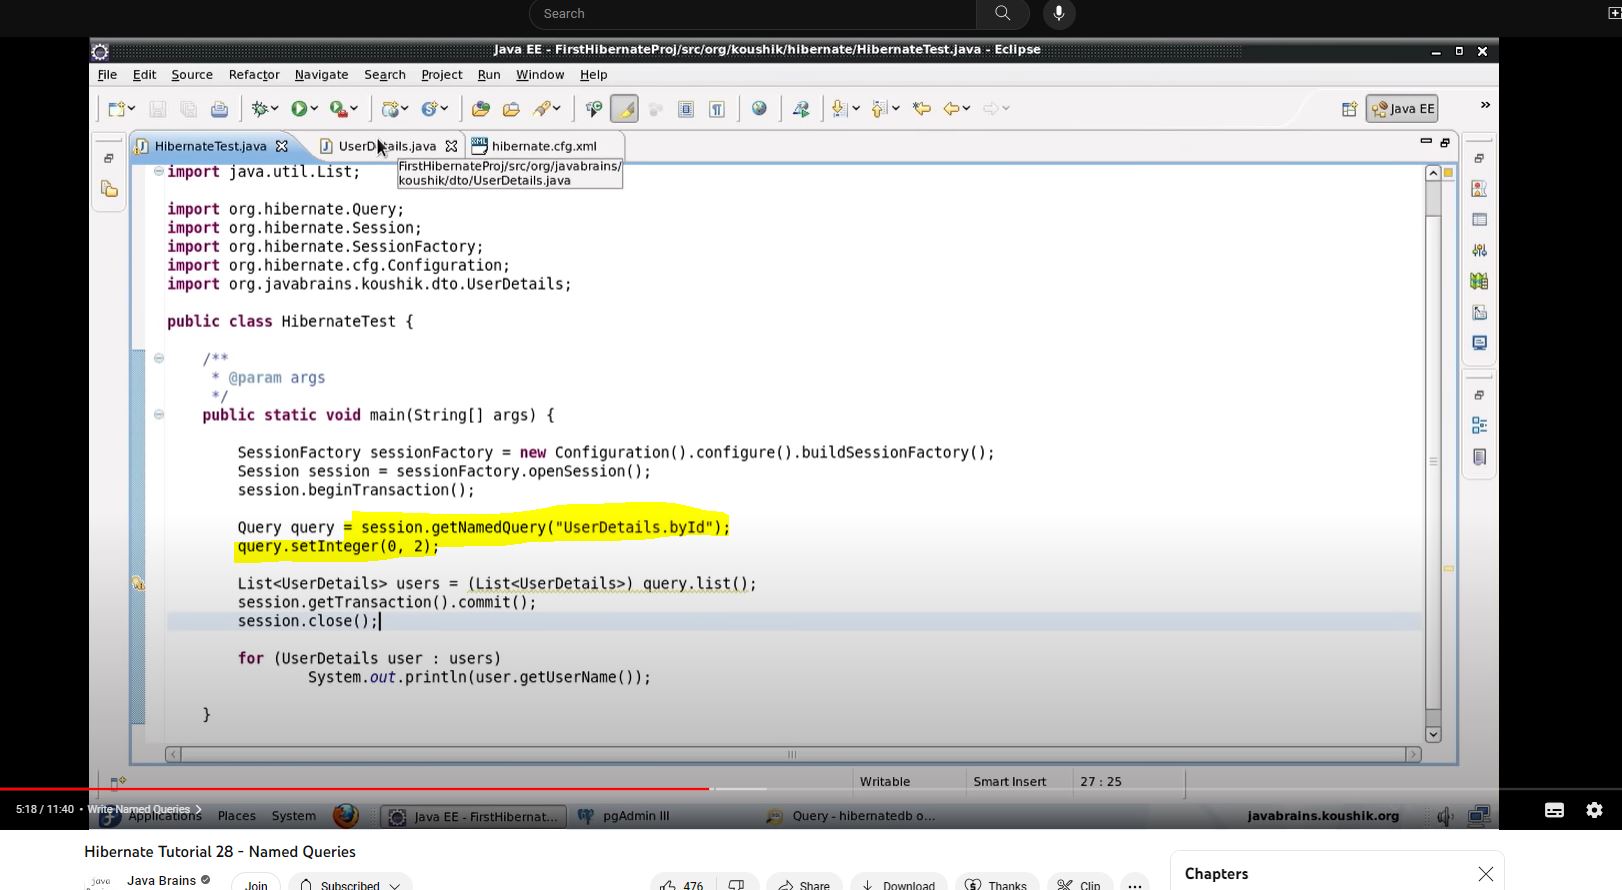 Search
Java EE - FirstHibernateProj/src/org/koushik/hibernate/HibernateTest.java - Eclipse
File Edit Source Refactor Navigate Search Project Run Window Help
Java EE
»
HibernateTest.java UserDetails.java hibernate.cfg.xml
FirstHibernateProj/src/org/javabrains/
koushik/dto/UserDetails.java
import java.util.List;
import org.hibernate.Query;
import org.hibernate.Session;
import org.hibernate.SessionFactory;
import org.hibernate.cfg.Configuration;
import org.javabrains.koushik.dto.UserDetails;
public class HibernateTest {
/**
* @param args
*/
public static void main(String[] args) {
SessionFactory sessionFactory = new Configuration().configure().buildSessionFactory();
Session session = sessionFactory.openSession();
session.beginTransaction();
Query query = session.getNamedQuery("UserDetails.byId");
query.setInteger(0, 2);
List<UserDetails> users = (List<UserDetails>) query.list();
session.getTransaction().commit();
session.close();
for (UserDetails user : users)
System.out.println(user.getUserName());
}
Writable Smart Insert 27 : 25
5:18 / 11:40 • Write Named Queries
Applications Places System Java EE - FirstHibernat... pgAdmin III Query - hibernatedb o... javabrains.koushik.org
Hibernate Tutorial 28 - Named Queries
Java Brains
Join Subscribed 476 Share Download Thanks Clip ...
Chapters